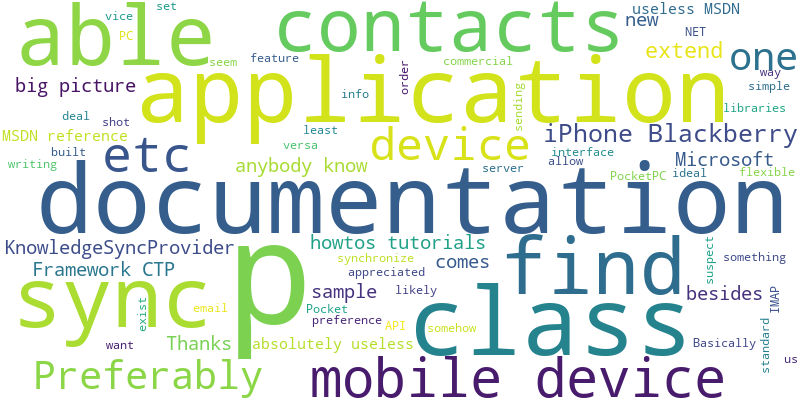 able
contacts
set
vice
PC
useless MSDN
new
NET
one
seem
feature
commercial
extend
big picture
application
info
order
way
simple
libraries
deal
shot
MSDN reference
built
least
versa
sending
device
iPhone Blackberry
writing
etc
anybody know
interface
server
allow
Microsoft
PocketPC
ideal
flexible
documentation
KnowledgeSyncProvider
howtos tutorials
Framework CTP
synchronize
appreciated
comes
find
suspect
something
sync
p
exist
email
sample
likely
Pocket
preference
API
somehow
class
besides
IMAP
standard
want
Thanks
absolutely useless
Basically
us
Preferably
mobile device